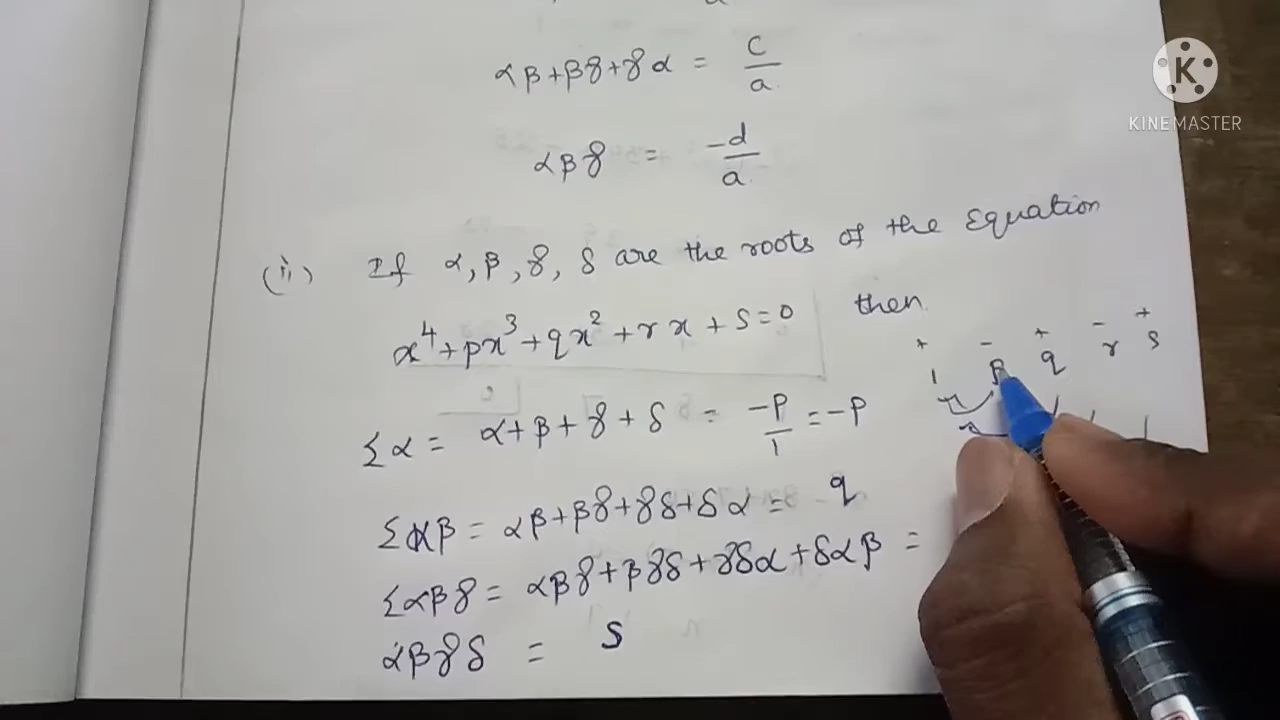 αβ+βγ+γα = c/a
K
KINEMASTER
αβγ = -d/a
(ii) If α, β, γ, δ are the roots of the Equation
x⁴+px³+qx²+rx+s=0 then
+ - + - +
1 p q r s
Σα = α+β+γ+δ = -p/1 = -p
Σαβ = αβ+βγ+γδ+δα = q
Σαβγ = αβγ+βγδ+γδα+δαβ =
αβγδ = s